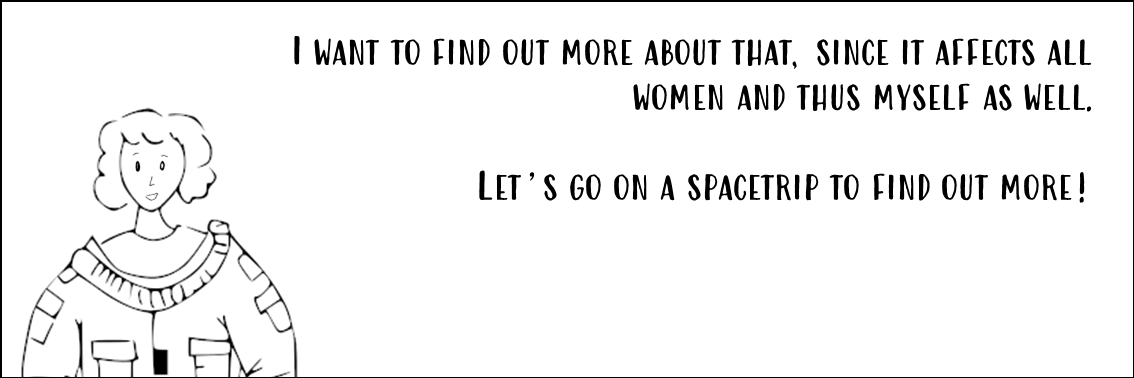 I want to find out more about that, since it affects all
women and thus myself as well.
Let's go on a spacetrip to find out more!